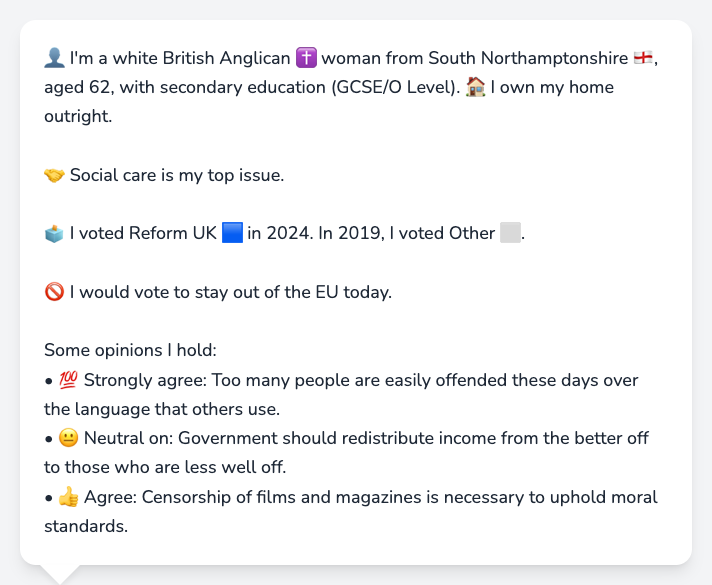 👤 I'm a white British Anglican ✝️ woman from South Northamptonshire 🏴󠁧󠁢󠁥󠁮󠁧󠁿,
aged 62, with secondary education (GCSE/O Level). 🏠 I own my home
outright.
🤝 Social care is my top issue.
🗳️ I voted Reform UK 🟦 in 2024. In 2019, I voted Other ⬜.
🚫 I would vote to stay out of the EU today.
Some opinions I hold:
• 💯 Strongly agree: Too many people are easily offended these days over
the language that others use.
• 😐 Neutral on: Government should redistribute income from the better off
to those who are less well off.
• 👍 Agree: Censorship of films and magazines is necessary to uphold moral
standards.